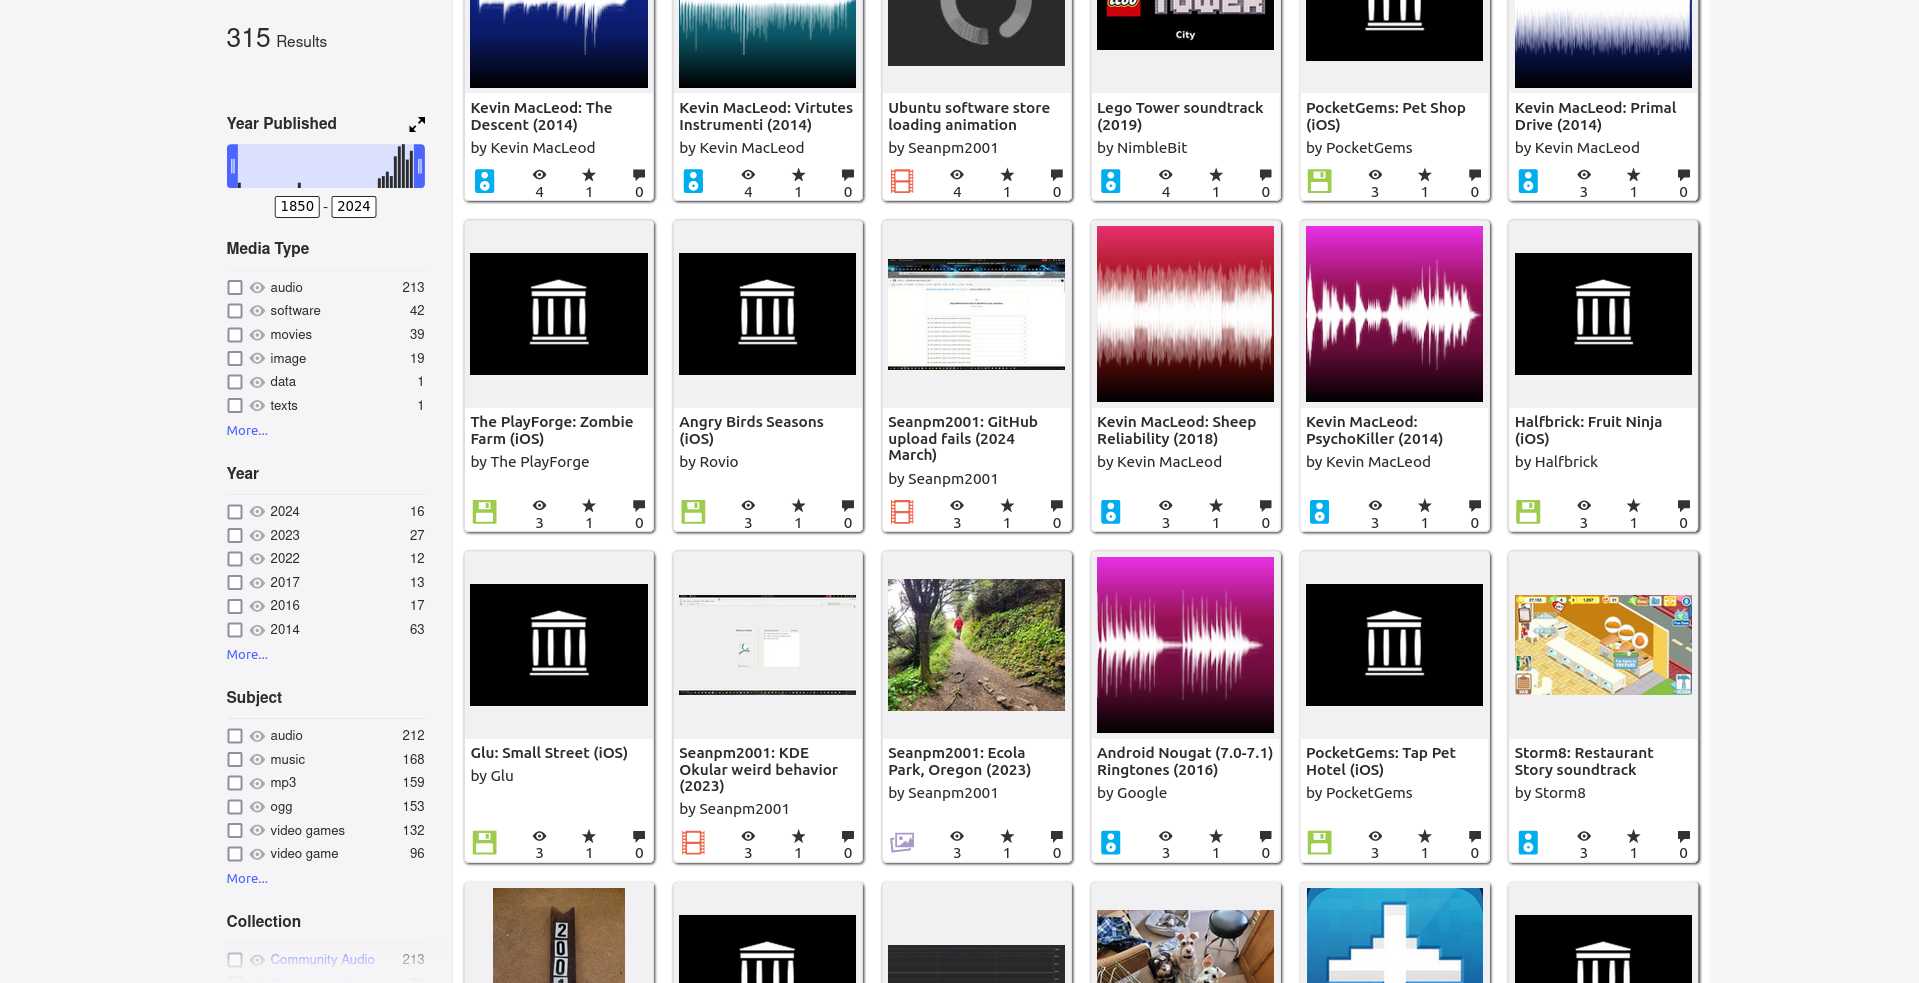 315 Results
Year Published
1850 - 2024
Media Type
audio 213
software 42
movies 39
image 19
data 1
texts 1
More...
Year
2024 16
2023 27
2022 12
2017 13
2016 17
2014 63
More...
Subject
audio 212
music 168
mp3 159
ogg 153
video games 132
video game 96
More...
Collection
Community Audio 213
Kevin MacLeod: The
Descent (2014)
by Kevin MacLeod
4 1 0
Kevin MacLeod: Virtutes
Instrumenti (2014)
by Kevin MacLeod
4 1 0
Ubuntu software store
loading animation
by Seanpm2001
4 1 0
LEGO TOWER
City
Lego Tower soundtrack
(2019)
by NimbleBit
4 1 0
PocketGems: Pet Shop
(iOS)
by PocketGems
3 1 0
Kevin MacLeod: Primal
Drive (2014)
by Kevin MacLeod
3 1 0
The PlayForge: Zombie
Farm (iOS)
by The PlayForge
3 1 0
Angry Birds Seasons
(iOS)
by Rovio
3 1 0
Seanpm2001: GitHub
upload fails (2024
March)
by Seanpm2001
3 1 0
Kevin MacLeod: Sheep
Reliability (2018)
by Kevin MacLeod
3 1 0
Kevin MacLeod:
PsychoKiller (2014)
by Kevin MacLeod
3 1 0
Halfbrick: Fruit Ninja
(iOS)
by Halfbrick
3 1 0
Glu: Small Street (iOS)
by Glu
3 1 0
Seanpm2001: KDE
Okular weird behavior
(2023)
by Seanpm2001
3 1 0
Seanpm2001: Ecola
Park, Oregon (2023)
by Seanpm2001
3 1 0
Android Nougat (7.0-7.1)
Ringtones (2016)
by Google
3 1 0
PocketGems: Tap Pet
Hotel (iOS)
by PocketGems
3 1 0
Storm8: Restaurant
Story soundtrack
by Storm8
3 1 0